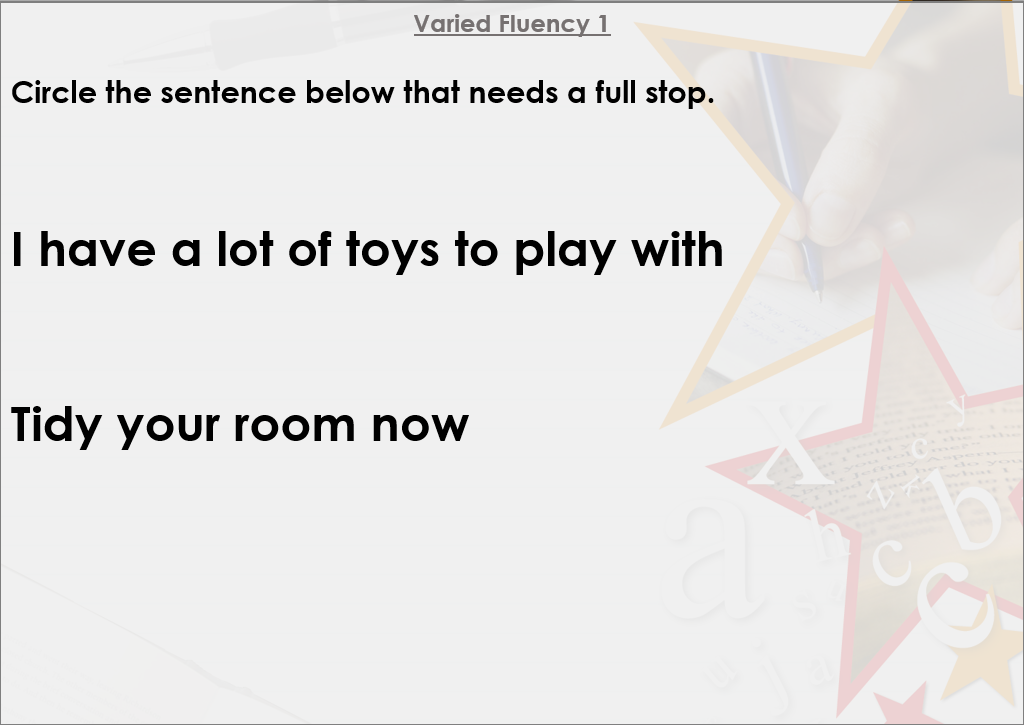 Varied Fluency 1
Circle the sentence below that needs a full stop.
I have a lot of toys to play with
Tidy your room now